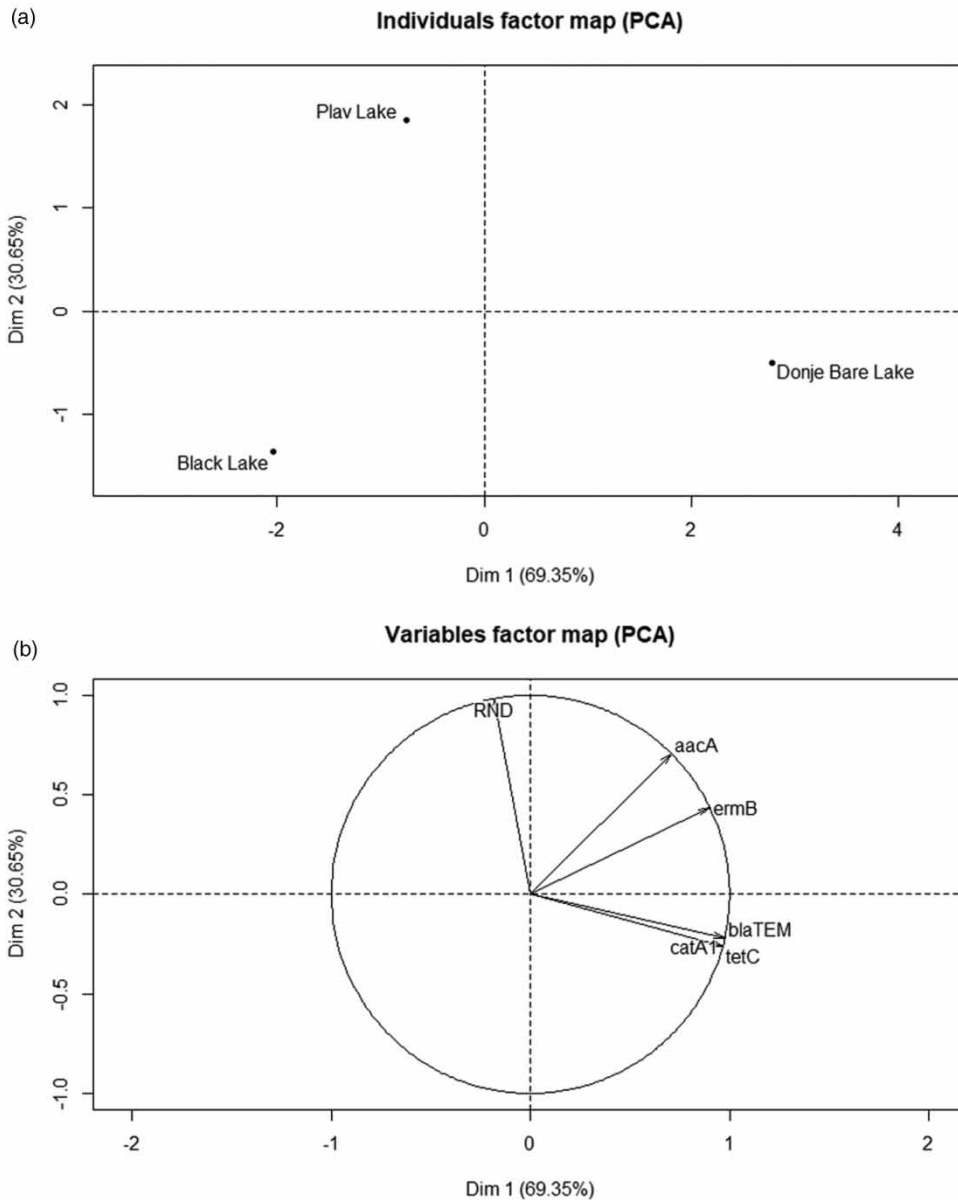 (a)
Individuals factor map (PCA)
Dim 2 (30.65%)
2
1
0
-1
Plav Lake
Donje Bare Lake
Black Lake
-2
0
2
4
Dim 1 (69.35%)
(b)
Variables factor map (PCA)
Dim 2 (30.65%)
1.0
0.5
0.0
-0.5
-1.0
RND
aacA
ermB
blaTEM
catA1
tetC
-2
-1
0
1
2
Dim 1 (69.35%)